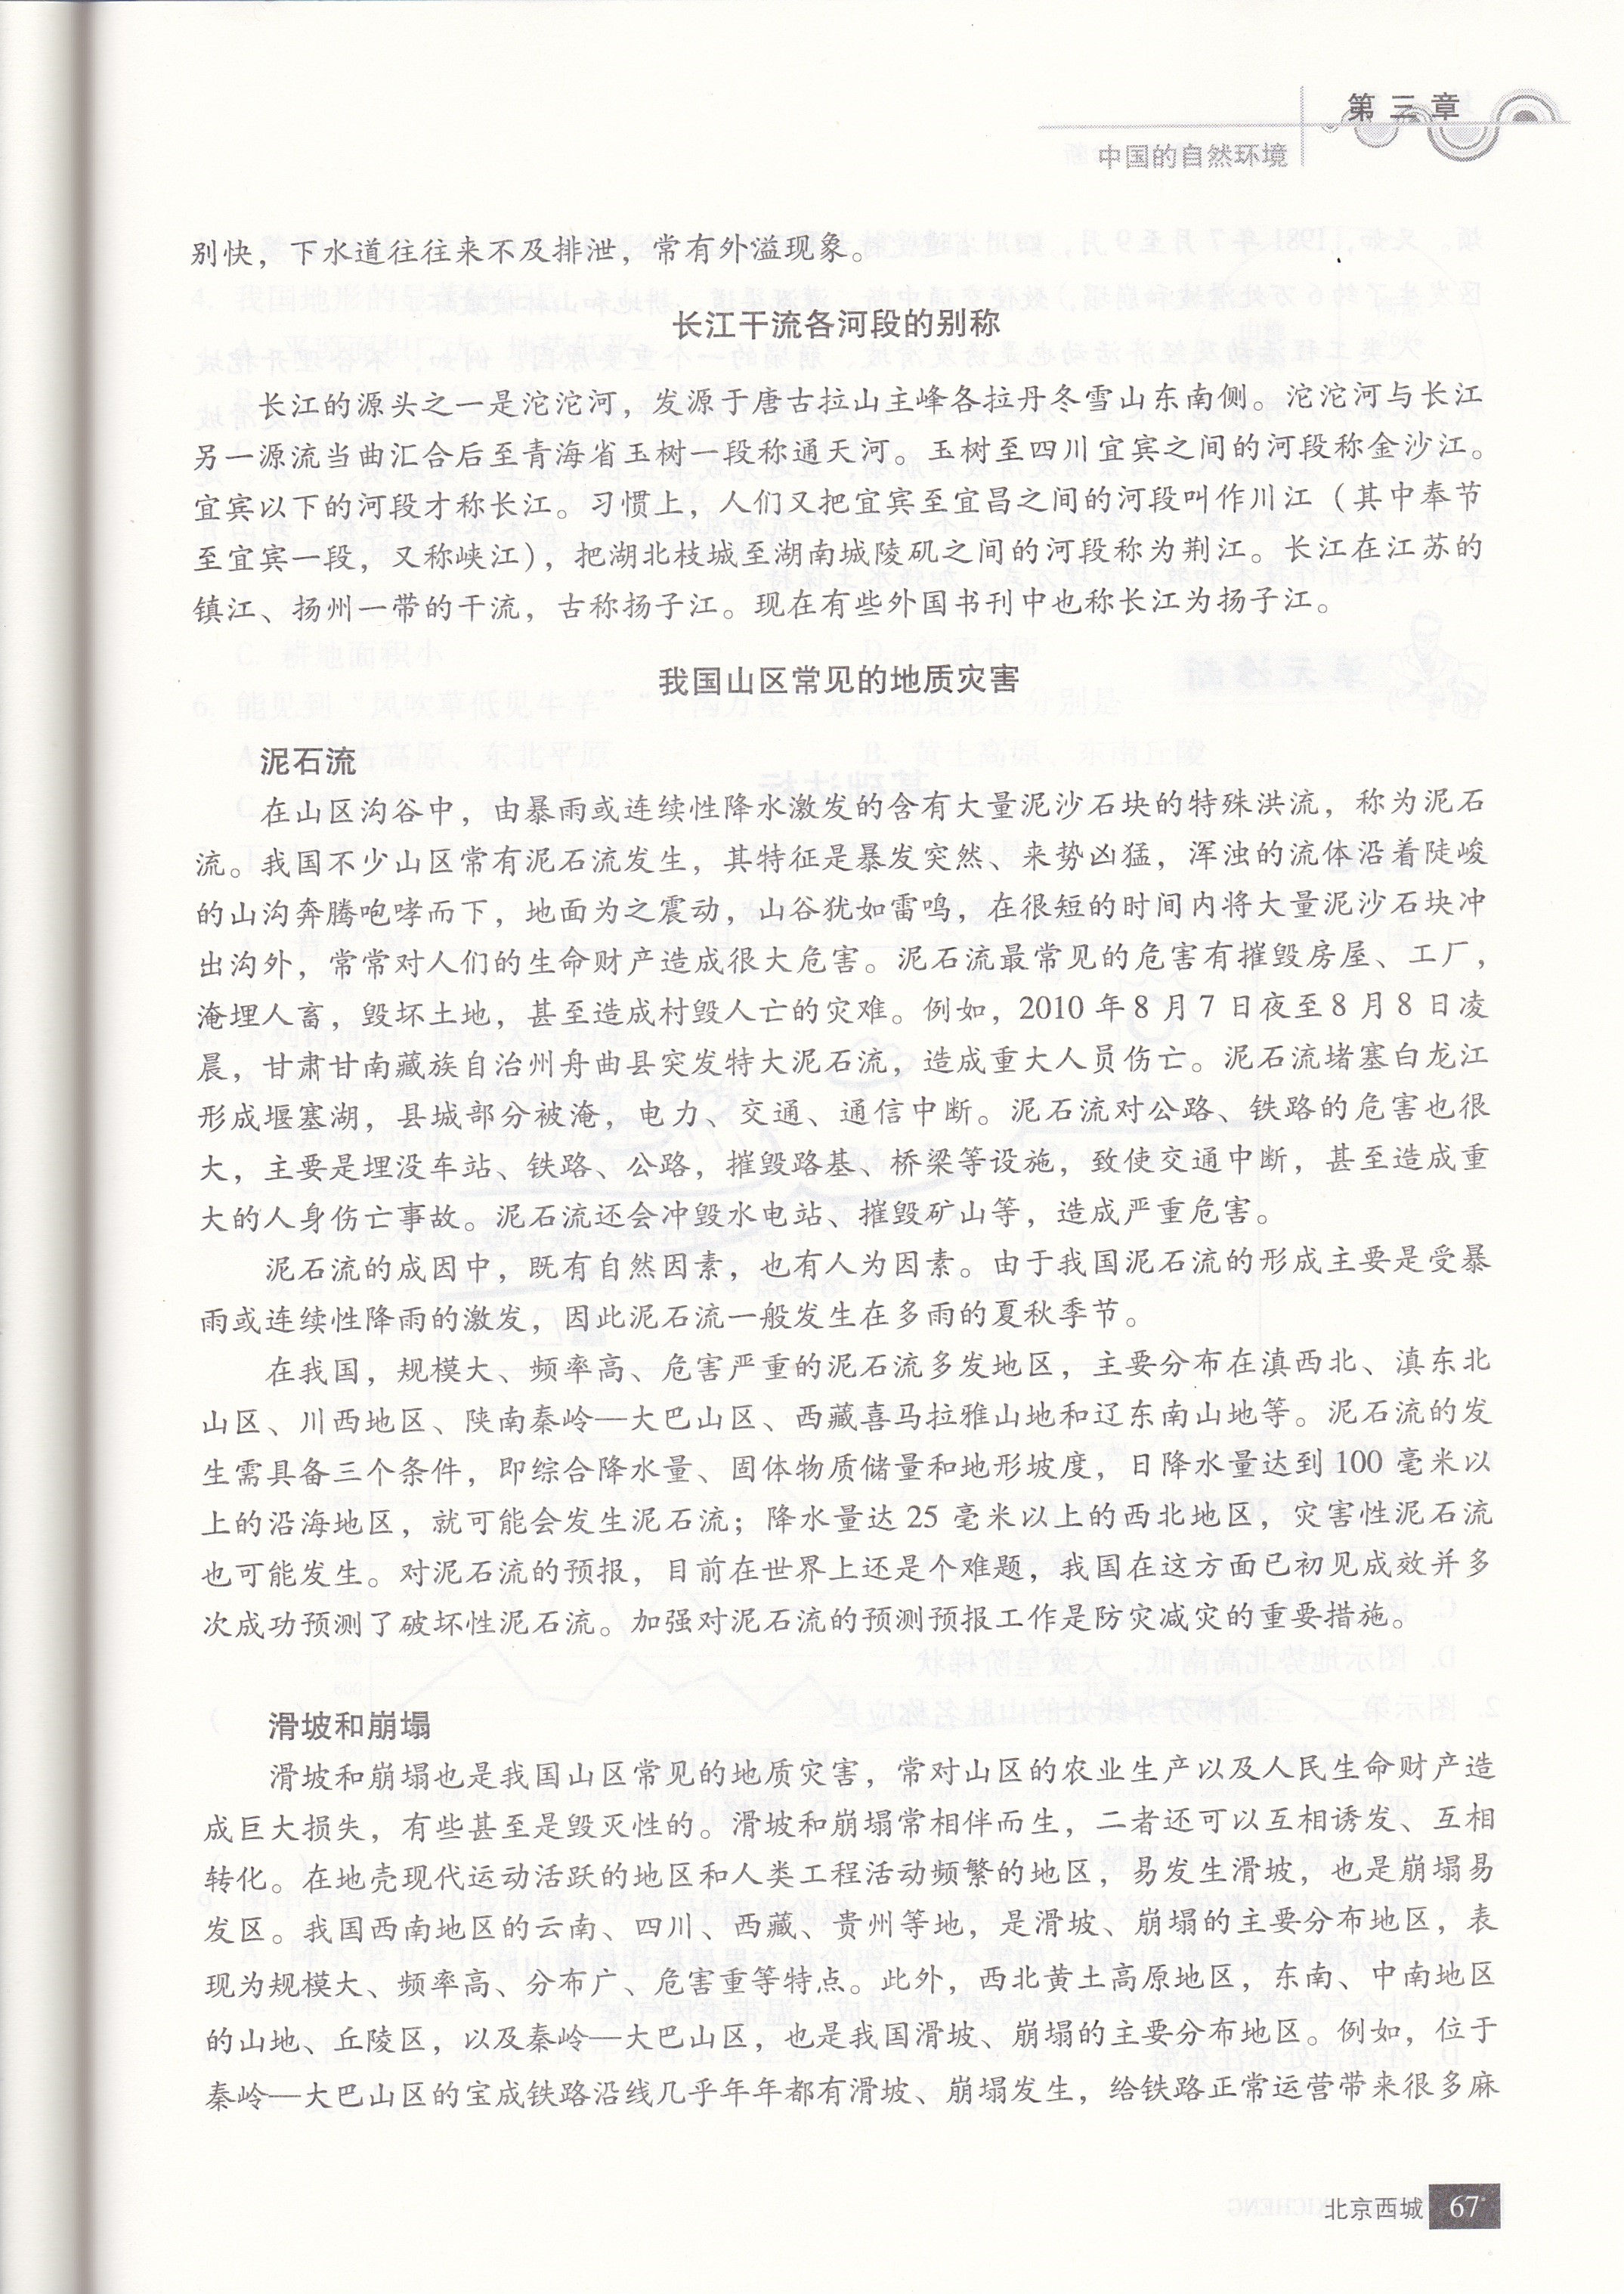 第三章
中国的自然环境
别快，下水道往往来不及排泄，常有外溢现象。
长江干流各河段的别称
长江的源头之一是沱沱河，发源于唐古拉山主峰各拉丹冬雪山东南侧。沱沱河与长江
另一源流当曲汇合后至青海省玉树一段称通天河。玉树至四川宜宾之间的河段称金沙江。
宜宾以下的河段才称长江。习惯上，人们又把宜宾至宜昌之间的河段叫作川江（其中奉节
至宜宾一段，又称峡江），把湖北枝城至湖南城陵矶之间的河段称为荆江。长江在江苏的
镇江、扬州一带的干流，古称扬子江。现在有些外国书刊中也称长江为扬子江。
我国山区常见的地质灾害
泥石流
在山区沟谷中，由暴雨或连续性降水激发的含有大量泥沙石块的特殊洪流，称为泥石
流。我国不少山区常有泥石流发生，其特征是暴发突然、来势凶猛，浑浊的流体沿着陡峻
的山沟奔腾咆哮而下，地面为之震动，山谷犹如雷鸣，在很短的时间内将大量泥沙石块冲
出沟外，常常对人们的生命财产造成很大危害。泥石流最常见的危害有摧毁房屋、工厂，
淹埋人畜，毁坏土地，甚至造成村毁人亡的灾难。例如，2010 年 8 月 7 日夜至 8 月 8 日凌
晨，甘肃甘南藏族自治州舟曲县突发特大泥石流，造成重大人员伤亡。泥石流堵塞白龙江
形成堰塞湖，县城部分被淹，电力、交通、通信中断。泥石流对公路、铁路的危害也很
大，主要是埋没车站、铁路、公路，摧毁路基、桥梁等设施，致使交通中断，甚至造成重
大的人身伤亡事故。泥石流还会冲毁水电站、摧毁矿山等，造成严重危害。
泥石流的成因中，既有自然因素，也有人为因素。由于我国泥石流的形成主要是受暴
雨或连续性降雨的激发，因此泥石流一般发生在多雨的夏秋季节。
在我国，规模大、频率高、危害严重的泥石流多发地区，主要分布在滇西北、滇东北
山区、川西地区、陕南秦岭—大巴山区、西藏喜马拉雅山地和辽东南山地等。泥石流的发
生需具备三个条件，即综合降水量、固体物质储量和地形坡度，日降水量达到 100 毫米以
上的沿海地区，就可能会发生泥石流；降水量达 25 毫米以上的西北地区，灾害性泥石流
也可能发生。对泥石流的预报，目前在世界上还是个难题，我国在这方面已初见成效并多
次成功预测了破坏性泥石流。加强对泥石流的预测预报工作是防灾减灾的重要措施。
滑坡和崩塌
滑坡和崩塌也是我国山区常见的地质灾害，常对山区的农业生产以及人民生命财产造
成巨大损失，有些甚至是毁灭性的。滑坡和崩塌常相伴而生，二者还可以互相诱发、互相
转化。在地壳现代运动活跃的地区和人类工程活动频繁的地区，易发生滑坡，也是崩塌易
发区。我国西南地区的云南、四川、西藏、贵州等地，是滑坡、崩塌的主要分布地区，表
现为规模大、频率高、分布广、危害重等特点。此外，西北黄土高原地区，东南、中南地区
的山地、丘陵区，以及秦岭—大巴山区，也是我国滑坡、崩塌的主要分布地区。例如，位于
秦岭—大巴山区的宝成铁路沿线几乎年年都有滑坡、崩塌发生，给铁路正常运营带来很多麻
北京西城 67